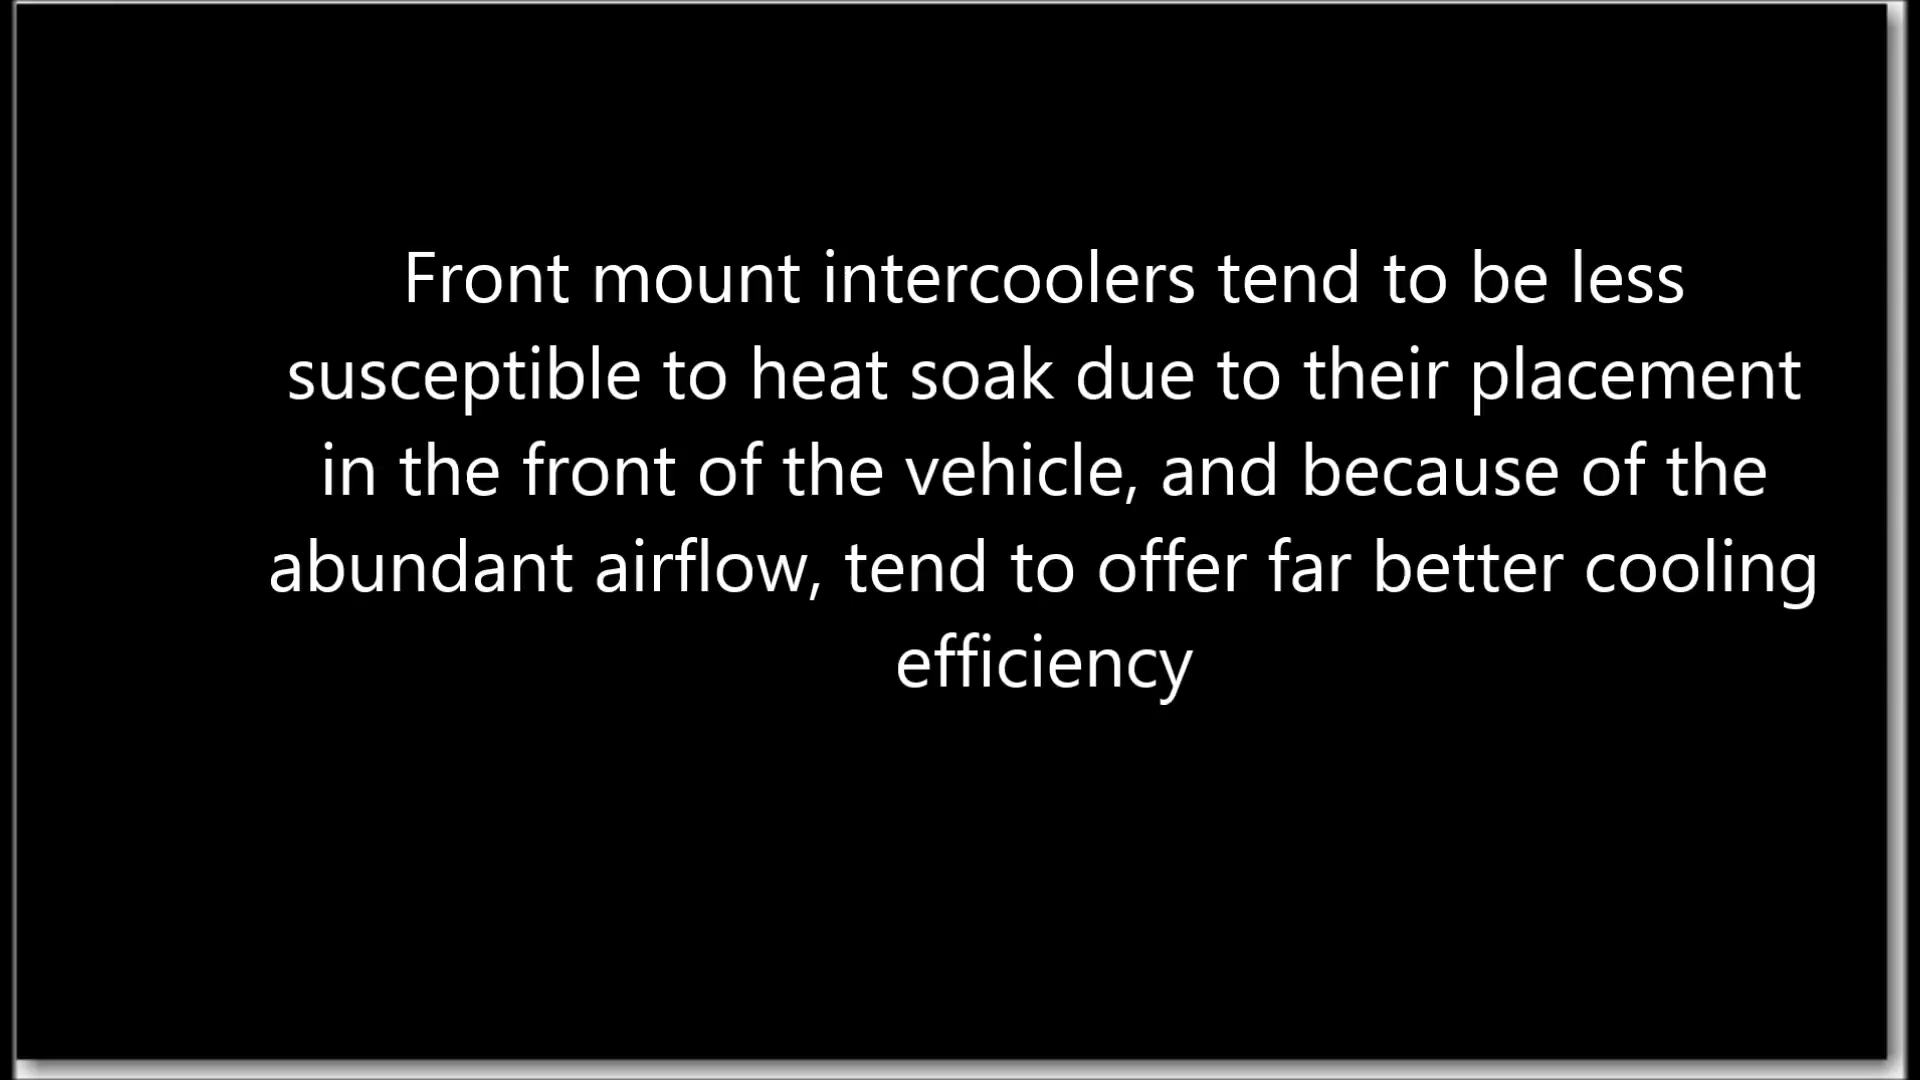 Front mount intercoolers tend to be less
susceptible to heat soak due to their placement
in the front of the vehicle, and because of the
abundant airflow, tend to offer far better cooling
efficiency